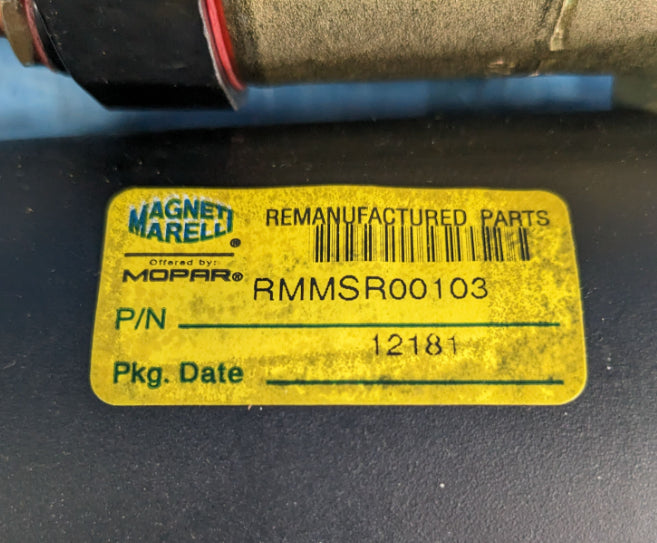 MAGNETI
MARELLI®
Offered by:
MOPAR®
REMANUFACTURED PARTS
RMMSR00103
P/N
12181
Pkg. Date